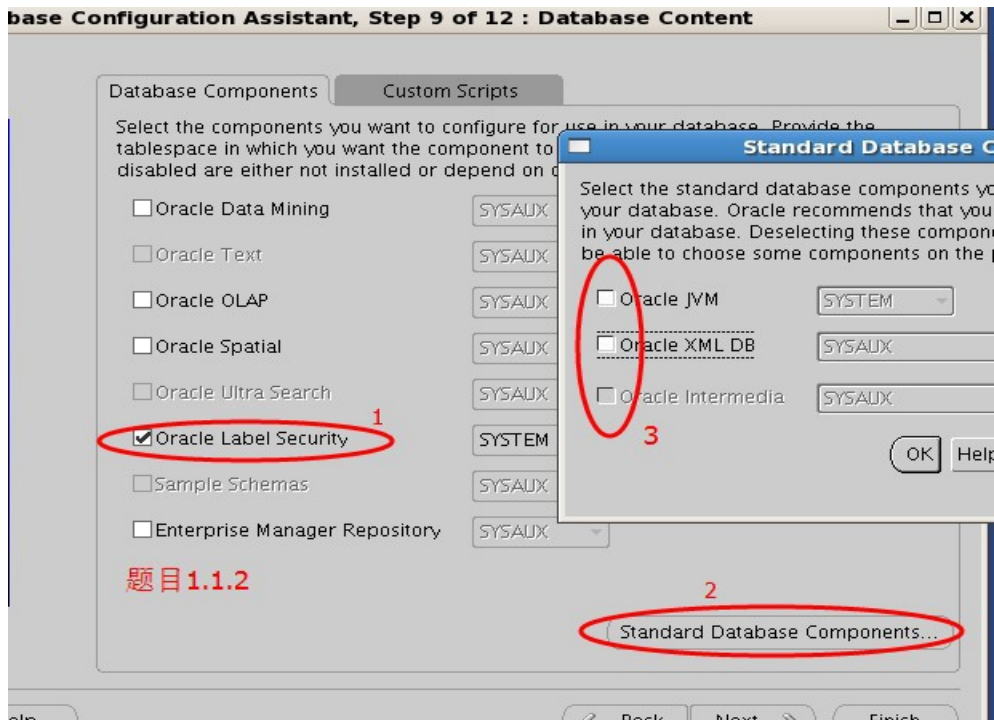 base Configuration Assistant, Step 9 of 12 : Database Content
Database Components
Custom Scripts
Select the components you want to configure for use in your database. Provide the
tablespace in which you want the component to
disabled are either not installed or depend on
Oracle Data Mining
SYSAUX
Oracle Text
SYSAUX
Oracle OLAP
SYSAUX
Oracle Spatial
SYSAUX
Oracle Ultra Search
SYSAUX
1
Oracle Label Security
SYSTEM
Sample Schemas
SYSAUX
Enterprise Manager Repository
SYSAUX
题目1.1.2
2
Standard Database Components...
Standard Database C
Select the standard database components yo
your database. Oracle recommends that you
in your database. Deselecting these compon
be able to choose some components on the
Oracle JVM
SYSTEM
Oracle XML DB
SYSAUX
Oracle Intermedia
SYSAUX
3
OK
Help
Back
Next
Finish